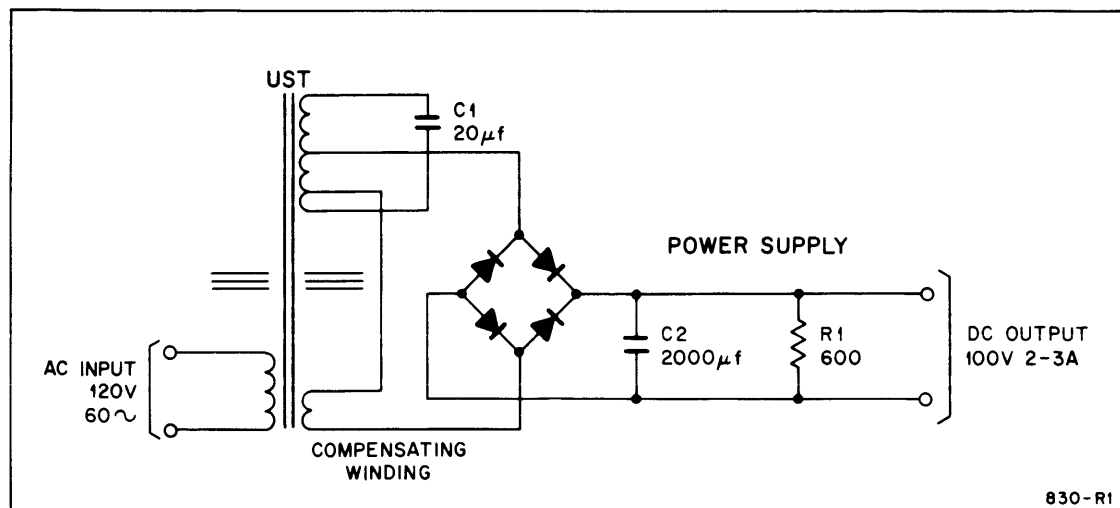 UST
C1
20μf
POWER SUPPLY
AC INPUT
120V
60~
C2
2000μf
R1
600
DC OUTPUT
100V 2-3A
COMPENSATING
WINDING
830-R1